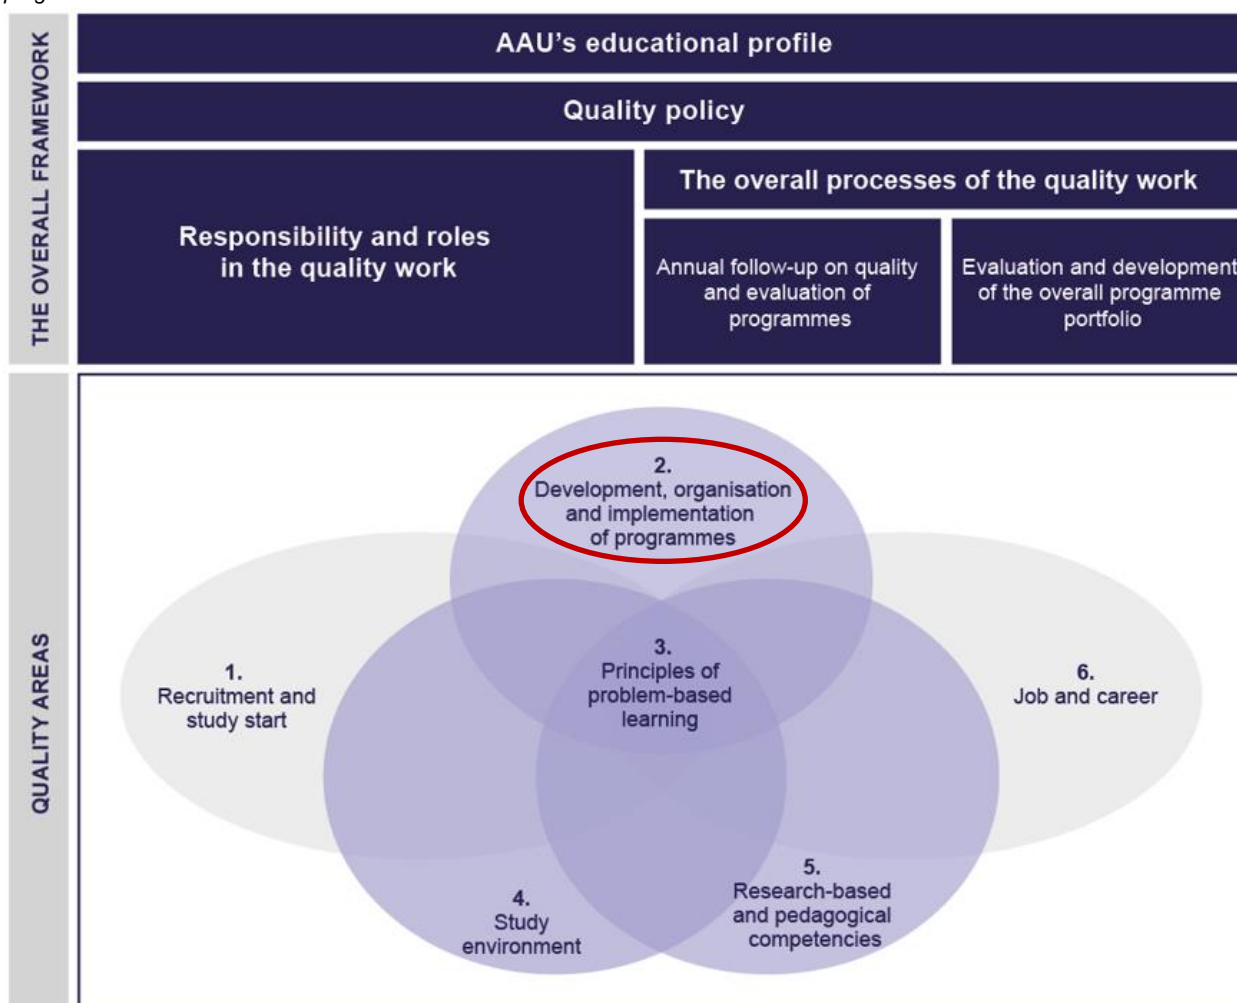 THE OVERALL FRAMEWORK
AAU's educational profile
Quality policy
Responsibility and roles
in the quality work
The overall processes of the quality work
Annual follow-up on quality
and evaluation of
programmes
Evaluation and development
of the overall programme
portfolio
QUALITY AREAS
1.
Recruitment and
study start
2.
Development, organisation
and implementation
of programmes
3.
Principles of
problem-based
learning
4.
Study
environment
5.
Research-based
and pedagogical
competencies
6.
Job and career